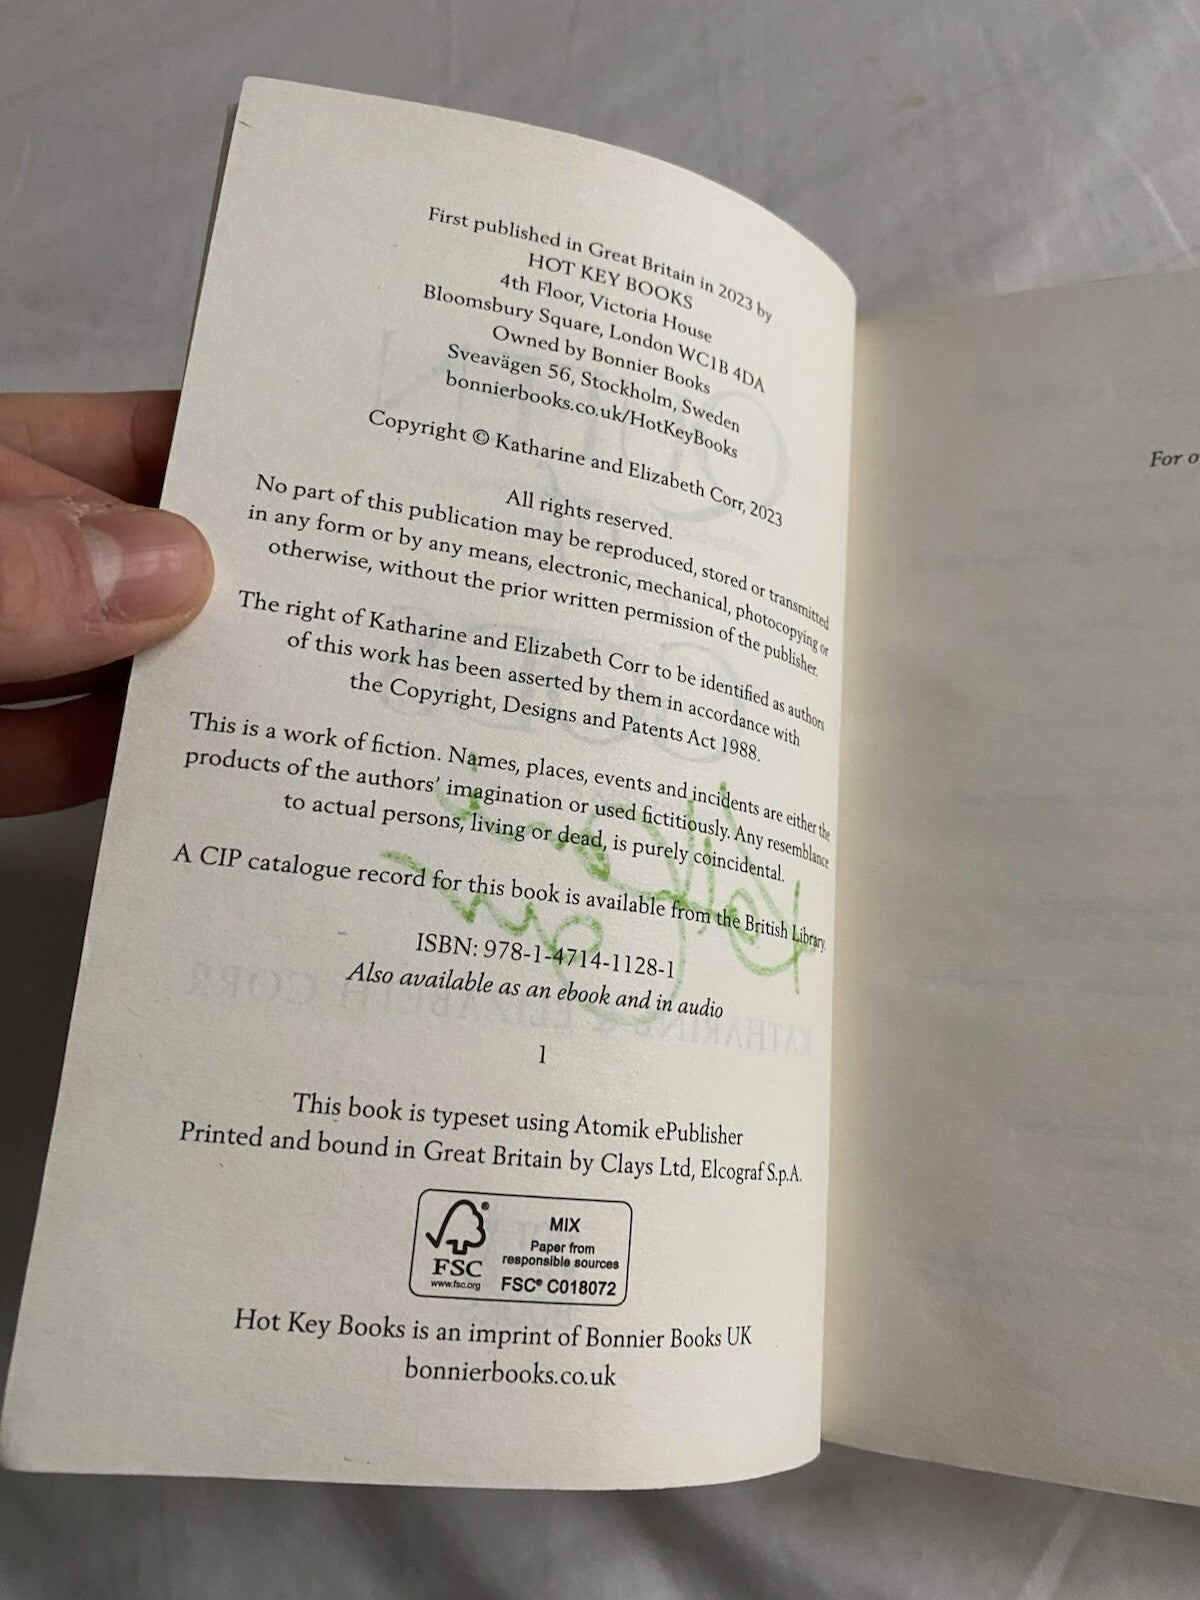 First published in Great Britain in 2023 by
HOT KEY BOOKS
4th Floor, Victoria House
Bloomsbury Square, London WC1B 4DA
Owned by Bonnier Books
Sveavägen 56, Stockholm, Sweden
bonnierbooks.co.uk/HotKeyBooks
Copyright © Katharine and Elizabeth Corr, 2023
All rights reserved.
No part of this publication may be reproduced, stored or transmitted
in any form or by any means, electronic, mechanical, photocopying or
otherwise, without the prior written permission of the publisher.
The right of Katharine and Elizabeth Corr to be identified as authors
of this work has been asserted by them in accordance with
the Copyright, Designs and Patents Act 1988.
This is a work of fiction. Names, places, events and incidents are either the
products of the authors' imagination or used fictitiously. Any resemblance
to actual persons, living or dead, is purely coincidental.
A CIP catalogue record for this book is available from the British Library.
ISBN: 978-1-4714-1128-1
Also available as an ebook and in audio
1
This book is typeset using Atomik ePublisher
Printed and bound in Great Britain by Clays Ltd, Elcograf S.p.A.
FSC
www.fsc.org
MIX
Paper from
responsible sources
FSC® C018072
Hot Key Books is an imprint of Bonnier Books UK
bonnierbooks.co.uk
For